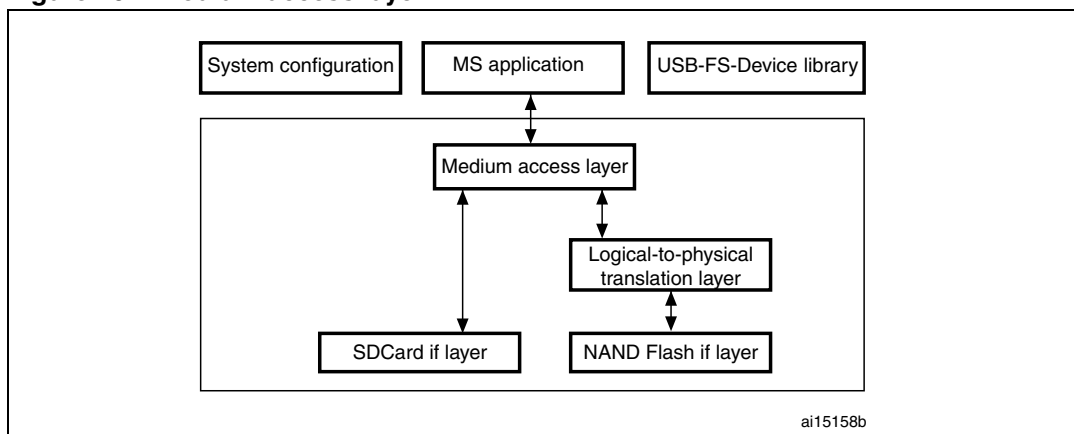 System configuration
MS application
USB-FS-Device library
Medium access layer
Logical-to-physical
translation layer
SDCard if layer
NAND Flash if layer
ai15158b